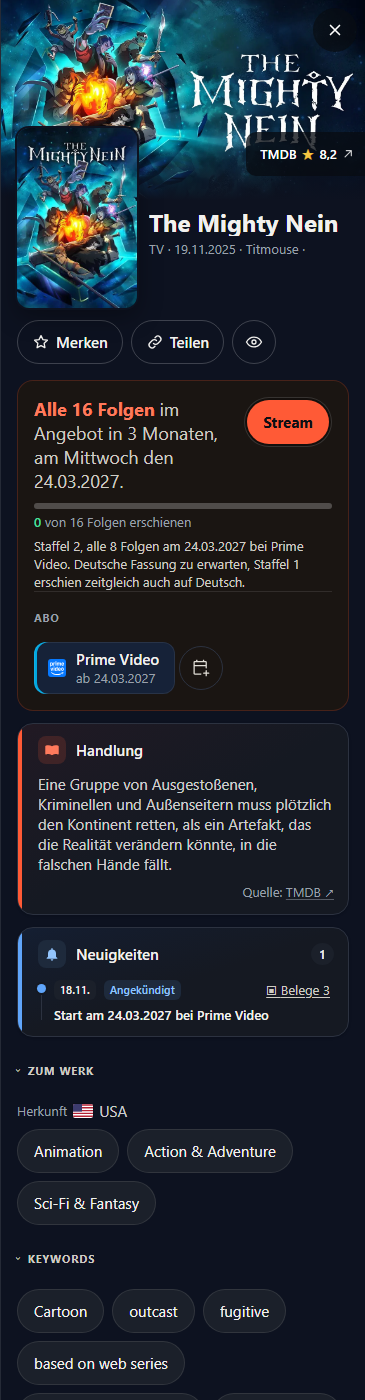 THE
MIGHTY
NEIN
TMDB ★ 8,2 ↗
THE
MIGHTY NEIN
The Mighty Nein
TV · 19.11.2025 · Titmouse ·
Merken
Teilen
Alle 16 Folgen im
Angebot in 3 Monaten,
am Mittwoch den
24.03.2027.
Stream
0 von 16 Folgen erschienen
Staffel 2, alle 8 Folgen am 24.03.2027 bei Prime
Video. Deutsche Fassung zu erwarten, Staffel 1
erschien zeitgleich auch auf Deutsch.
ABO
prime video
Prime Video
ab 24.03.2027
Handlung
Eine Gruppe von Ausgestoßenen,
Kriminellen und Außenseitern muss plötzlich
den Kontinent retten, als ein Artefakt, das
die Realität verändern könnte, in die
falschen Hände fällt.
Quelle: TMDB ↗
Neuigkeiten
1
18.11. Angekündigt
Belege 3
Start am 24.03.2027 bei Prime Video
ZUM WERK
Herkunft USA
Animation
Action & Adventure
Sci-Fi & Fantasy
KEYWORDS
Cartoon
outcast
fugitive
based on web series